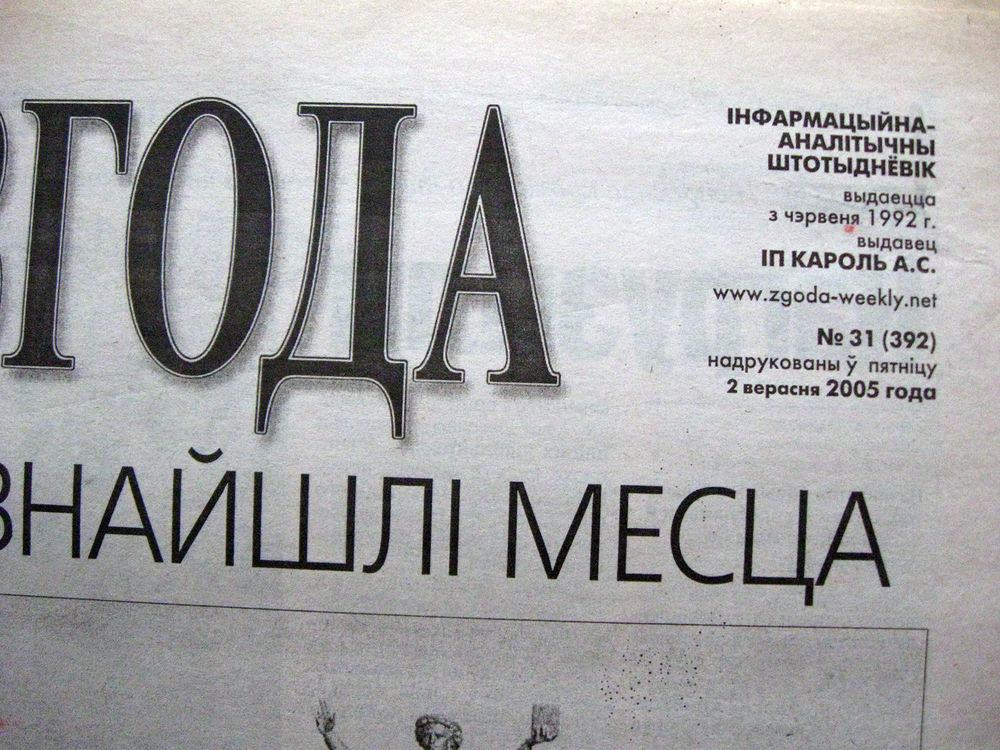 ЗГОДА
ІНФАРМАЦЫЙНА-
АНАЛІТЫЧНЫ
ШТОТЫДНЁВІК
выдаецца
з чэрвеня 1992 г.
выдавец
ІП КАРОЛЬ А.С.
www.zgoda-weekly.net
№ 31 (392)
надрукованы ў пятніцу
2 верасня 2005 года
ЗНАЙШЛІ МЕСЦА